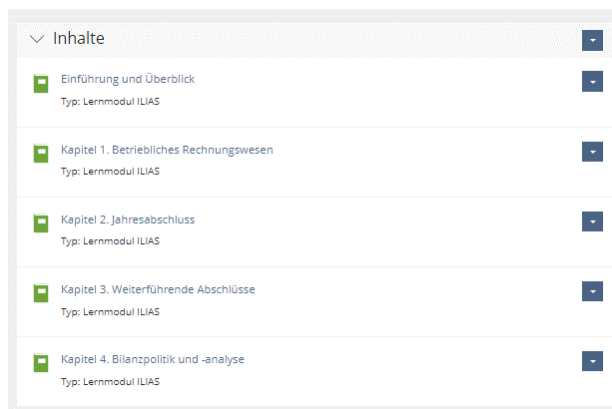 Inhalte
Einführung und Überblick
Typ: Lernmodul ILIAS
Kapitel 1. Betriebliches Rechnungswesen
Typ: Lernmodul ILIAS
Kapitel 2. Jahresabschluss
Typ: Lernmodul ILIAS
Kapitel 3. Weiterführende Abschlüsse
Typ: Lernmodul ILIAS
Kapitel 4. Bilanzpolitik und -analyse
Typ: Lernmodul ILIAS